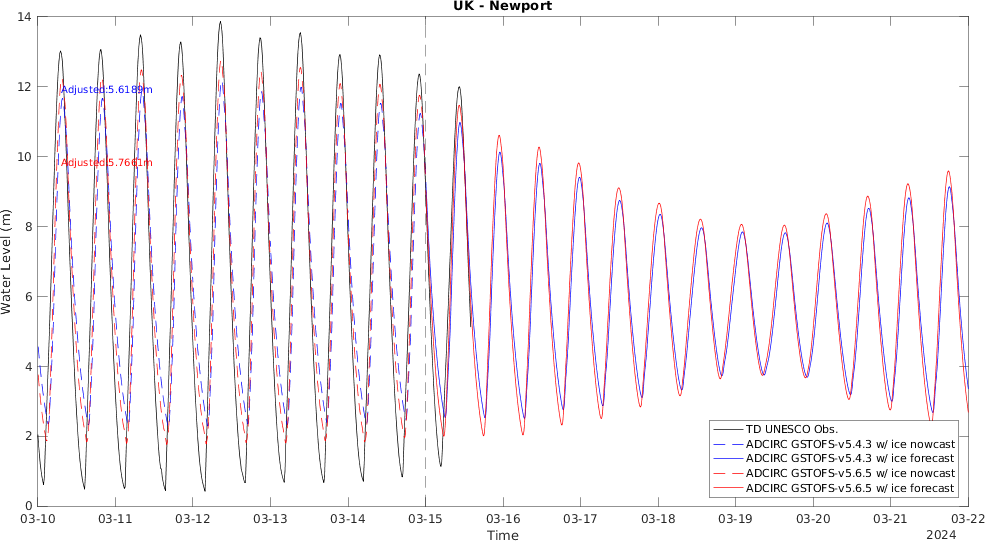 UK - Newport
14
12
10
8
6
4
2
0
Water Level (m)
Adjusted:5.6189m
Adjusted:5.7661m
TD UNESCO Obs.
ADCIRC GSTOFS-v5.4.3 w/ ice nowcast
ADCIRC GSTOFS-v5.4.3 w/ ice forecast
ADCIRC GSTOFS-v5.6.5 w/ ice nowcast
ADCIRC GSTOFS-v5.6.5 w/ ice forecast
03-10 03-11 03-12 03-13 03-14 03-15 03-16 03-17 03-18 03-19 03-20 03-21 03-22
Time
2024